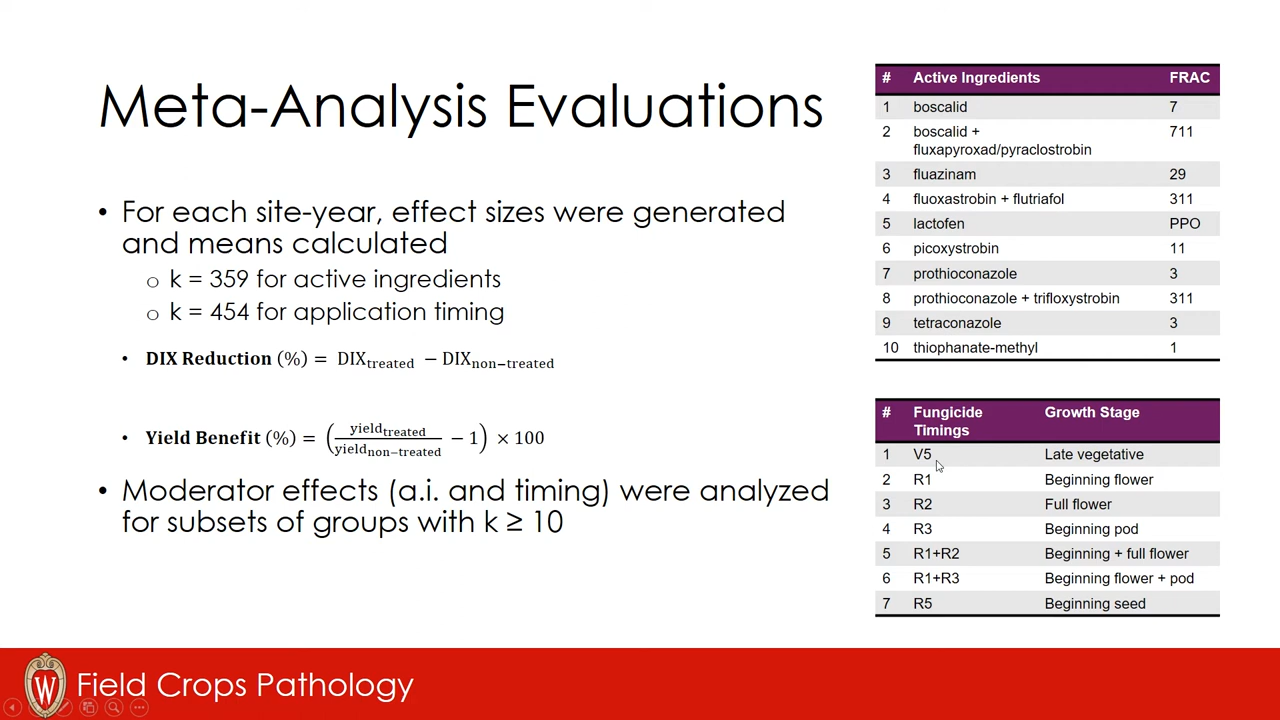 Meta-Analysis Evaluations
• For each site-year, effect sizes were generated
and means calculated
o k = 359 for active ingredients
o k = 454 for application timing
• DIX Reduction (%) = DIXtreated − DIXnon−treated
• Yield Benefit (%) = (yieldtreated/yieldnon−treated − 1) × 100
• Moderator effects (a.i. and timing) were analyzed
for subsets of groups with k ≥ 10
# Active Ingredients FRAC
1 boscalid 7
2 boscalid + 711
fluxapyroxad/pyraclostrobin
3 fluazinam 29
4 fluoxastrobin + flutriafol 311
5 lactofen PPO
6 picoxystrobin 11
7 prothioconazole 3
8 prothioconazole + trifloxystrobin 311
9 tetraconazole 3
10 thiophanate-methyl 1
# Fungicide Growth Stage
Timings
1 V5 Late vegetative
2 R1 Beginning flower
3 R2 Full flower
4 R3 Beginning pod
5 R1+R2 Beginning + full flower
6 R1+R3 Beginning flower + pod
7 R5 Beginning seed
W Field Crops Pathology